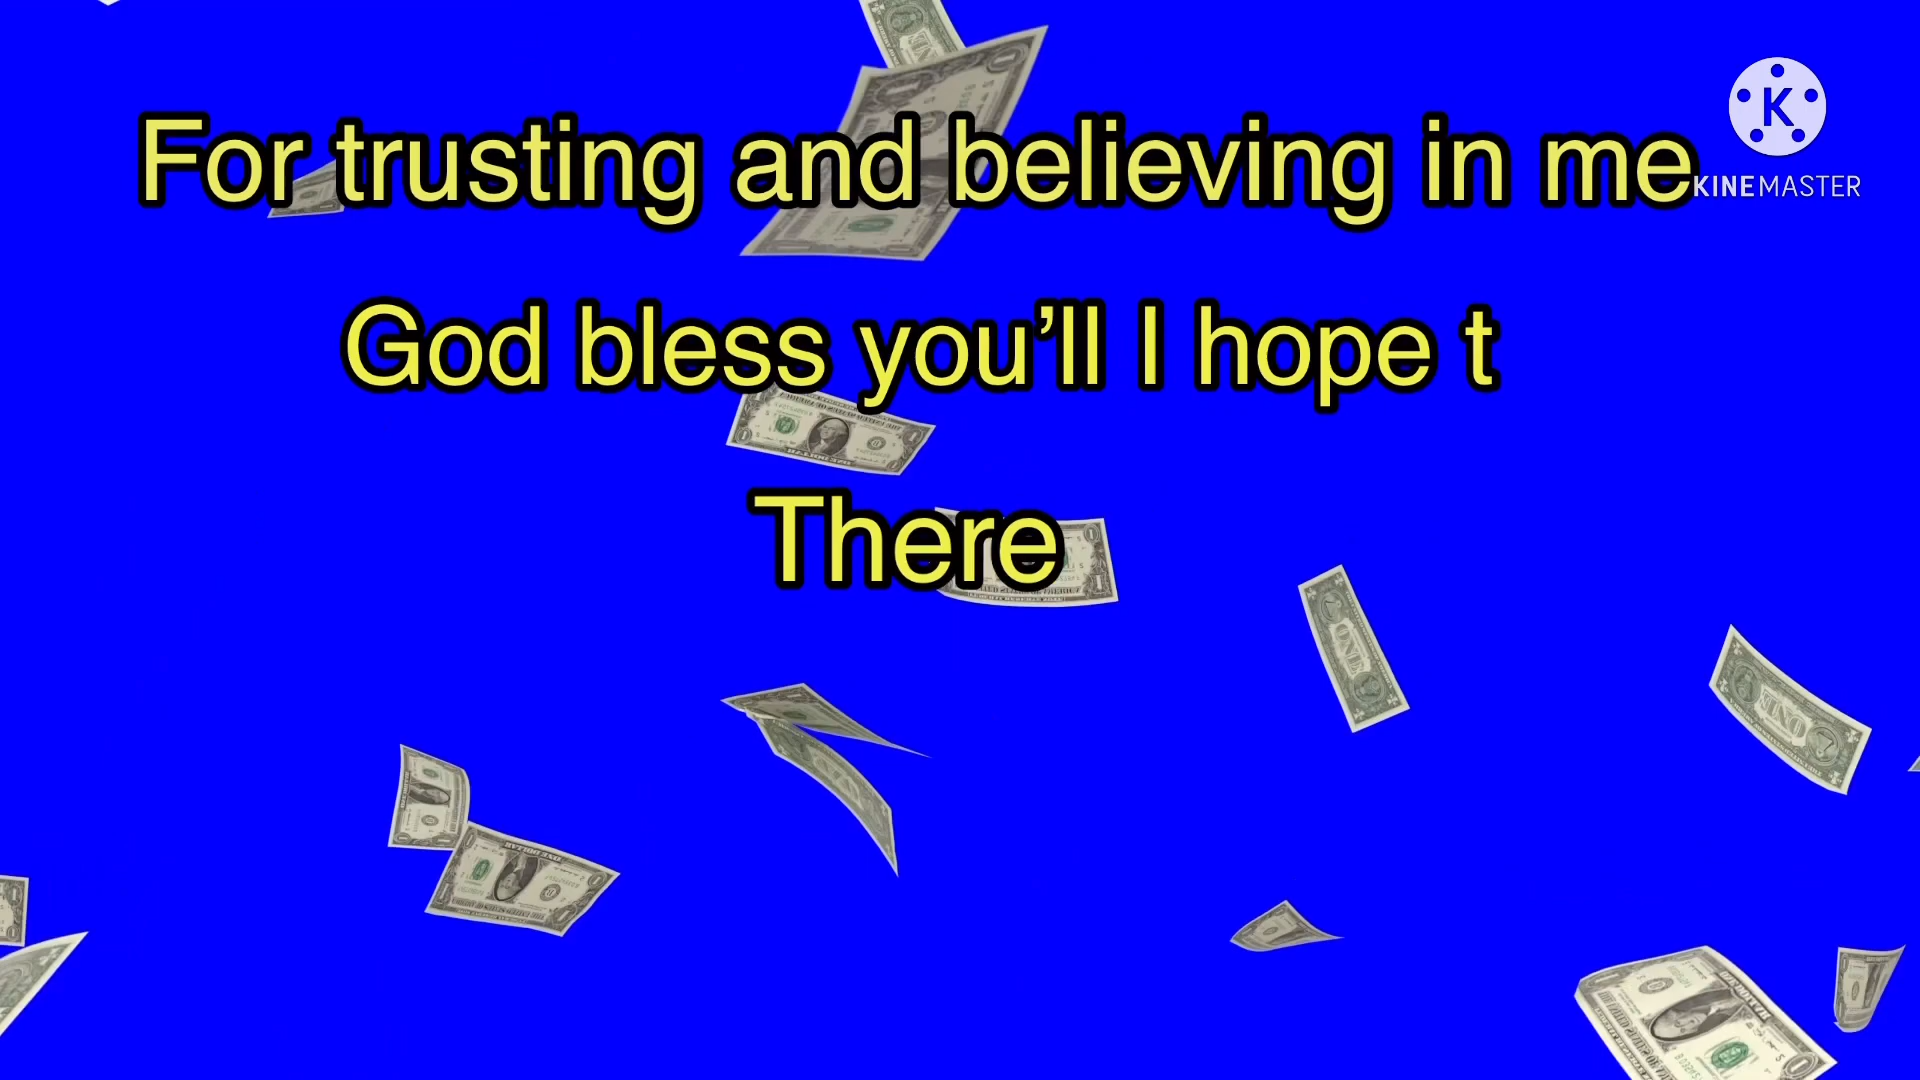 For trusting and believing in me
KINEMASTER
God bless you’ll I hope t
There